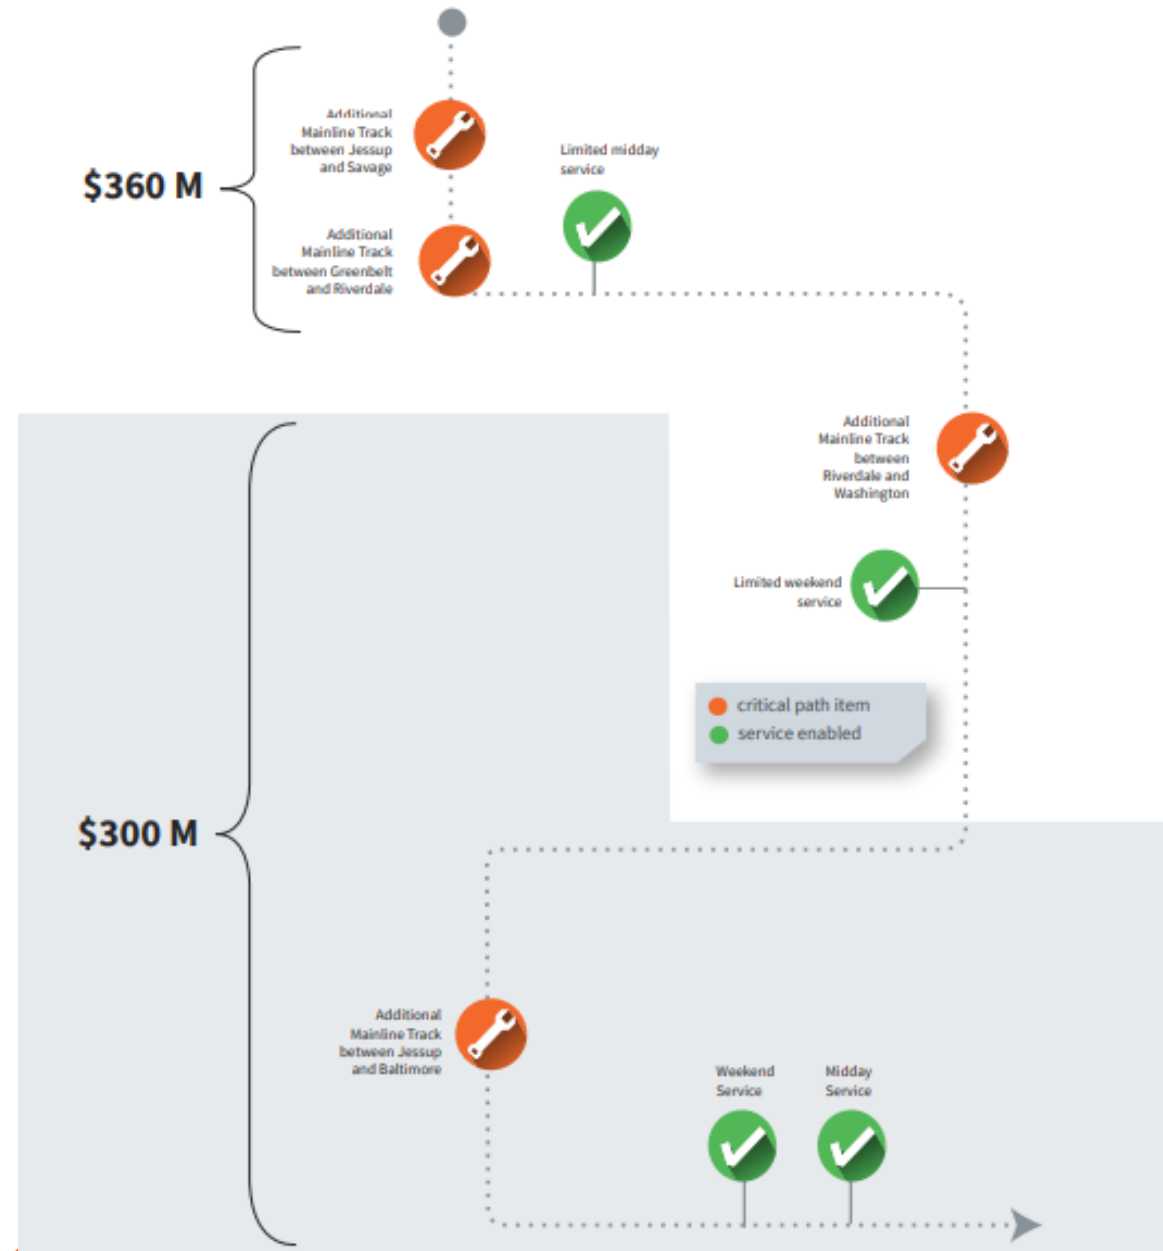 Additional
Mainline Track
between Jessup
and Savage
$360 M
Limited midday
service
Additional
Mainline Track
between Greenbelt
and Riverdale
Additional
Mainline Track
between
Riverdale and
Washington
Limited weekend
service
critical path item
service enabled
$300 M
Additional
Mainline Track
between Jessup
and Baltimore
Weekend
Service
Midday
Service